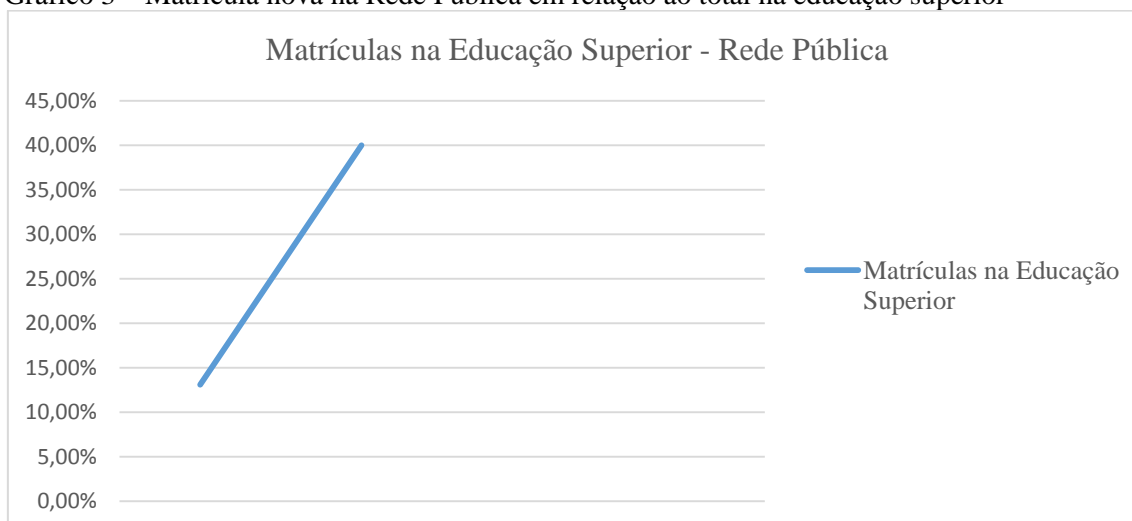 Gráfico 3 – Matrícula nova na Rede Pública em relação ao total na educação superior
Matrículas na Educação Superior - Rede Pública
45,00%
40,00%
35,00%
30,00%
25,00%
20,00%
15,00%
10,00%
5,00%
0,00%
Matrículas na Educação
Superior